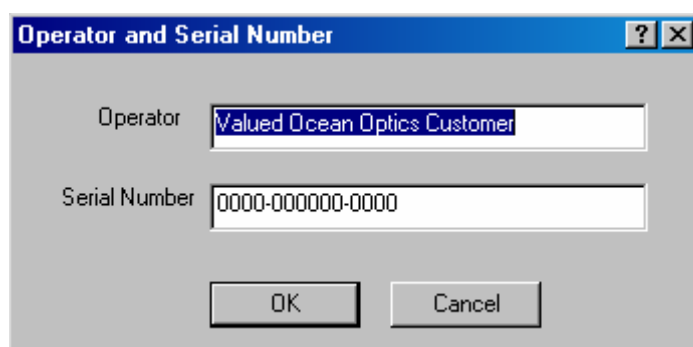 Operator and Serial Number ? X
Operator Valued Ocean Optics Customer
Serial Number 0000-000000-0000
OK Cancel